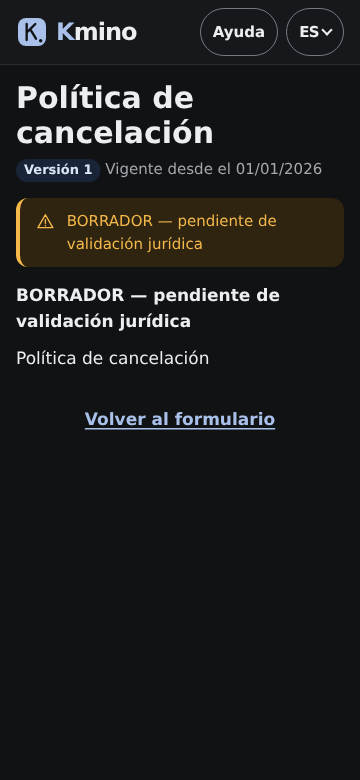 K. Kmino
Ayuda
ES
Política de
cancelación
Versión 1 Vigente desde el 01/01/2026
BORRADOR — pendiente de
validación jurídica
BORRADOR — pendiente de
validación jurídica
Política de cancelación
Volver al formulario